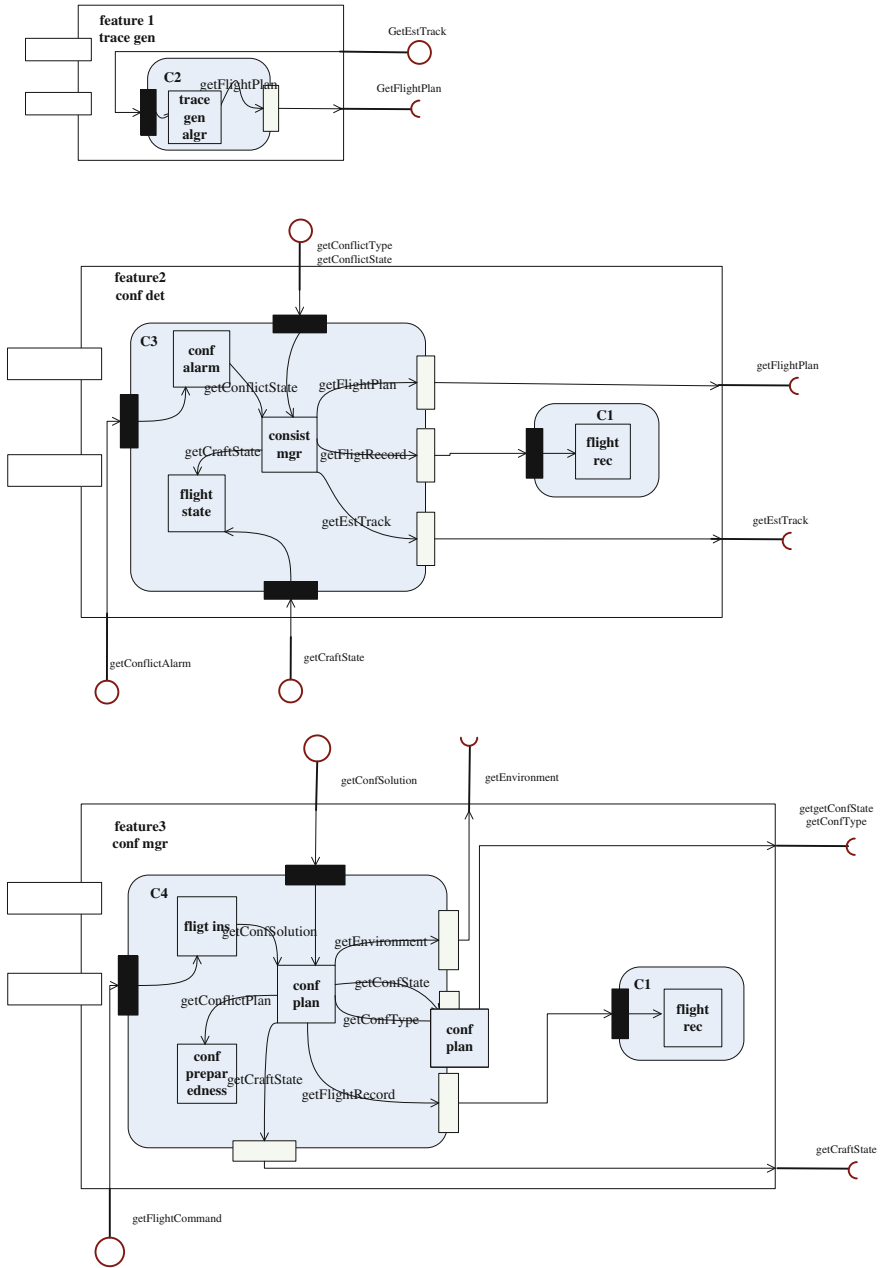 feature 1
trace gen
GetEstTrack
C2
getFlightPlan
GetFlightPlan
trace
gen
algr
getConflictType
getConflictState
feature2
conf det
C3
conf
alarm
getConflictState
getFlightPlan
getFlightPlan
C1
consist
mgr
flight
rec
getCraftState
getFligtRecord
flight
state
getEstTrack
getEstTrack
getConflictAlarm
getCraftState
getConfSolution
getEnvironment
getgetConfState
getConfType
feature3
conf mgr
C4
fligt ins
getConfSolution
getEnvironment
conf
plan
getConfState
C1
getConflictPlan
flight
rec
getConfType
conf
plan
conf
prepar
edness
getCraftState
getFlightRecord
getCraftState
getFlightCommand